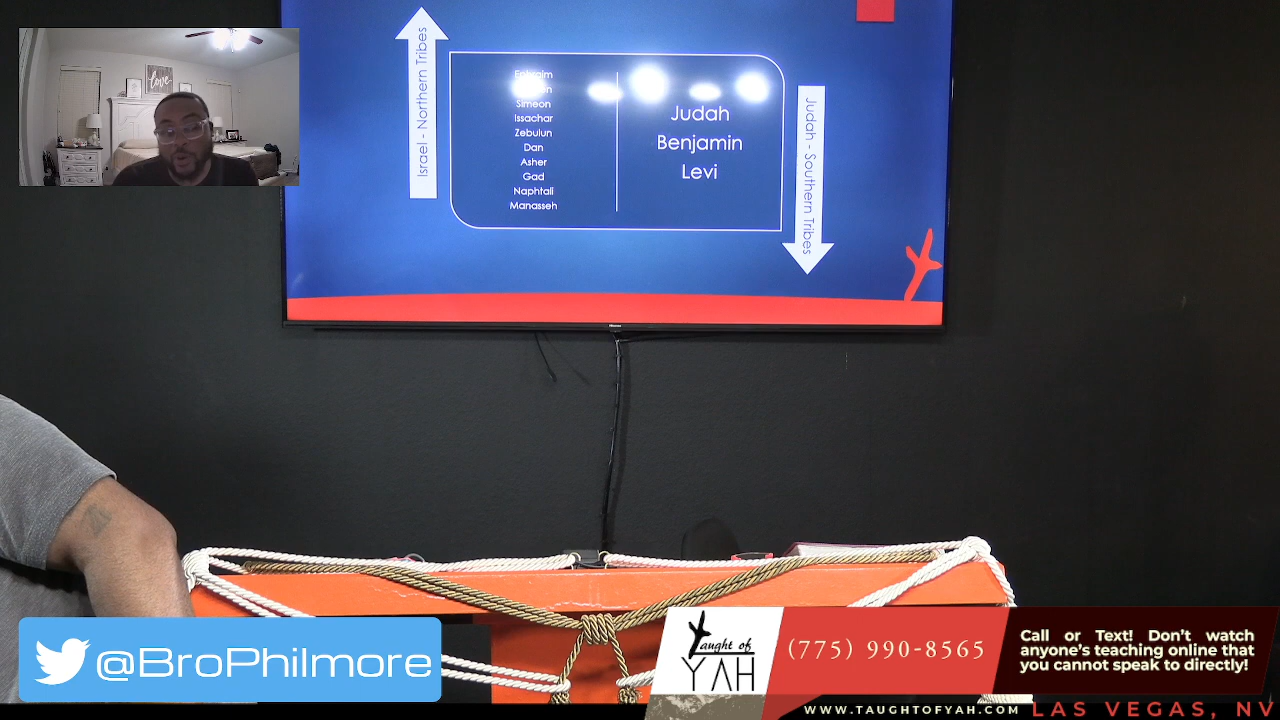 love
Israel - Northern Tribes
Ephraim
Simeon
Issachar
Zebulun
Dan
Asher
Gad
Naphtali
Manasseh
Judah
Benjamin
Levi
Judah - Southern Tribes
Hisense
@BroPhilmore
Taught of
YAH
(775) 990-8565
Call or Text! Don't watch
anyone's teaching online that
you cannot speak to directly!
WWW.TAUGHTOFYAH.COM
LAS VEGAS, NV